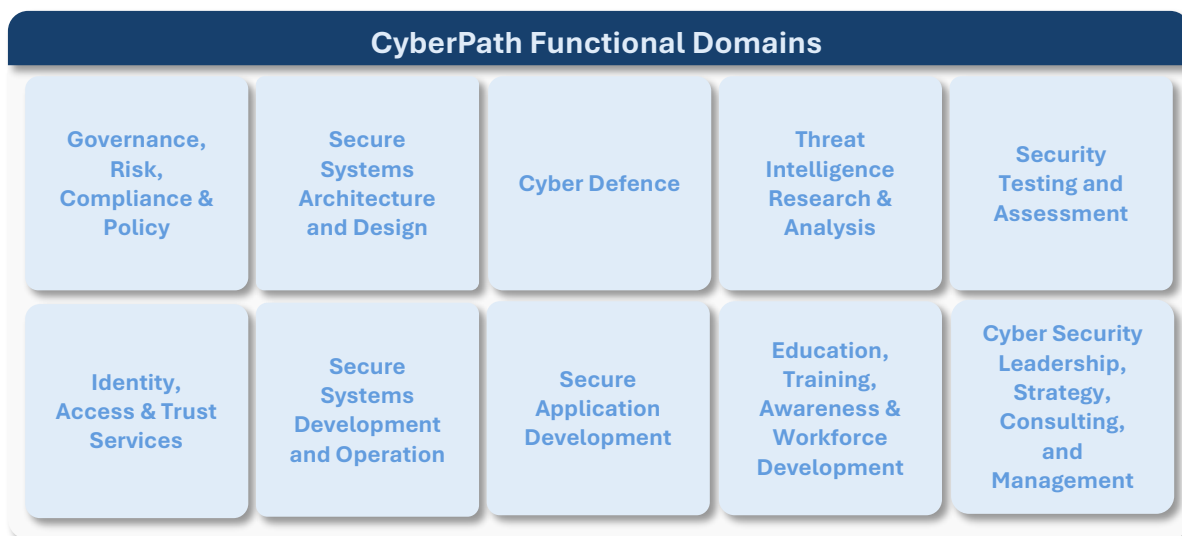 CyberPath Functional Domains
Governance,
Risk,
Compliance &
Policy
Secure
Systems
Architecture
and Design
Cyber Defence
Threat
Intelligence
Research &
Analysis
Security
Testing and
Assessment
Identity,
Access & Trust
Services
Secure
Systems
Development
and Operation
Secure
Application
Development
Education,
Training,
Awareness &
Workforce
Development
Cyber Security
Leadership,
Strategy,
Consulting,
and
Management